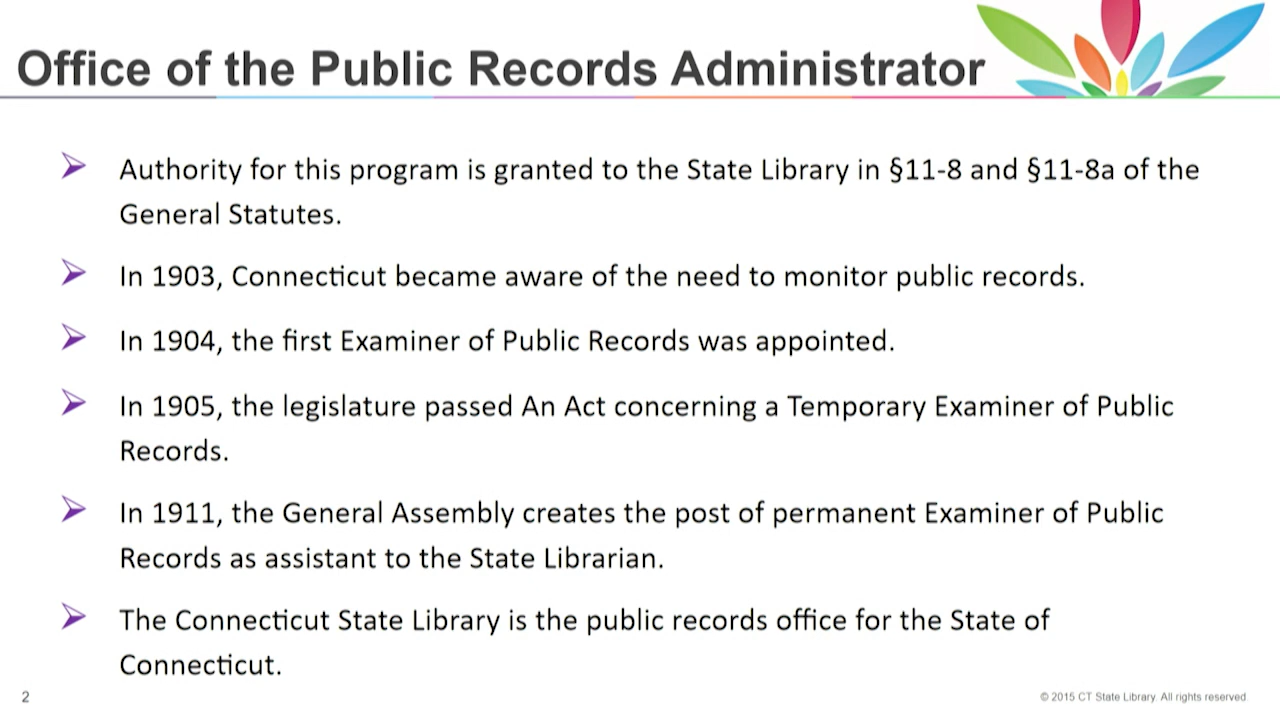 Office of the Public Records Administrator
Authority for this program is granted to the State Library in §11-8 and §11-8a of the
General Statutes.
In 1903, Connecticut became aware of the need to monitor public records.
In 1904, the first Examiner of Public Records was appointed.
In 1905, the legislature passed An Act concerning a Temporary Examiner of Public
Records.
In 1911, the General Assembly creates the post of permanent Examiner of Public
Records as assistant to the State Librarian.
The Connecticut State Library is the public records office for the State of
Connecticut.
2
© 2015 CT State Library. All rights reserved